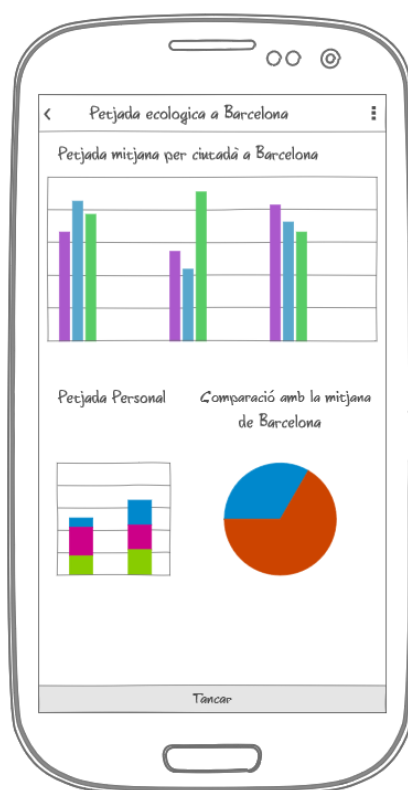 Petjada ecologica a Barcelona
Petjada mitjana per ciutadà a Barcelona
Petjada Personal
Comparació amb la mitjana
de Barcelona
Tancar